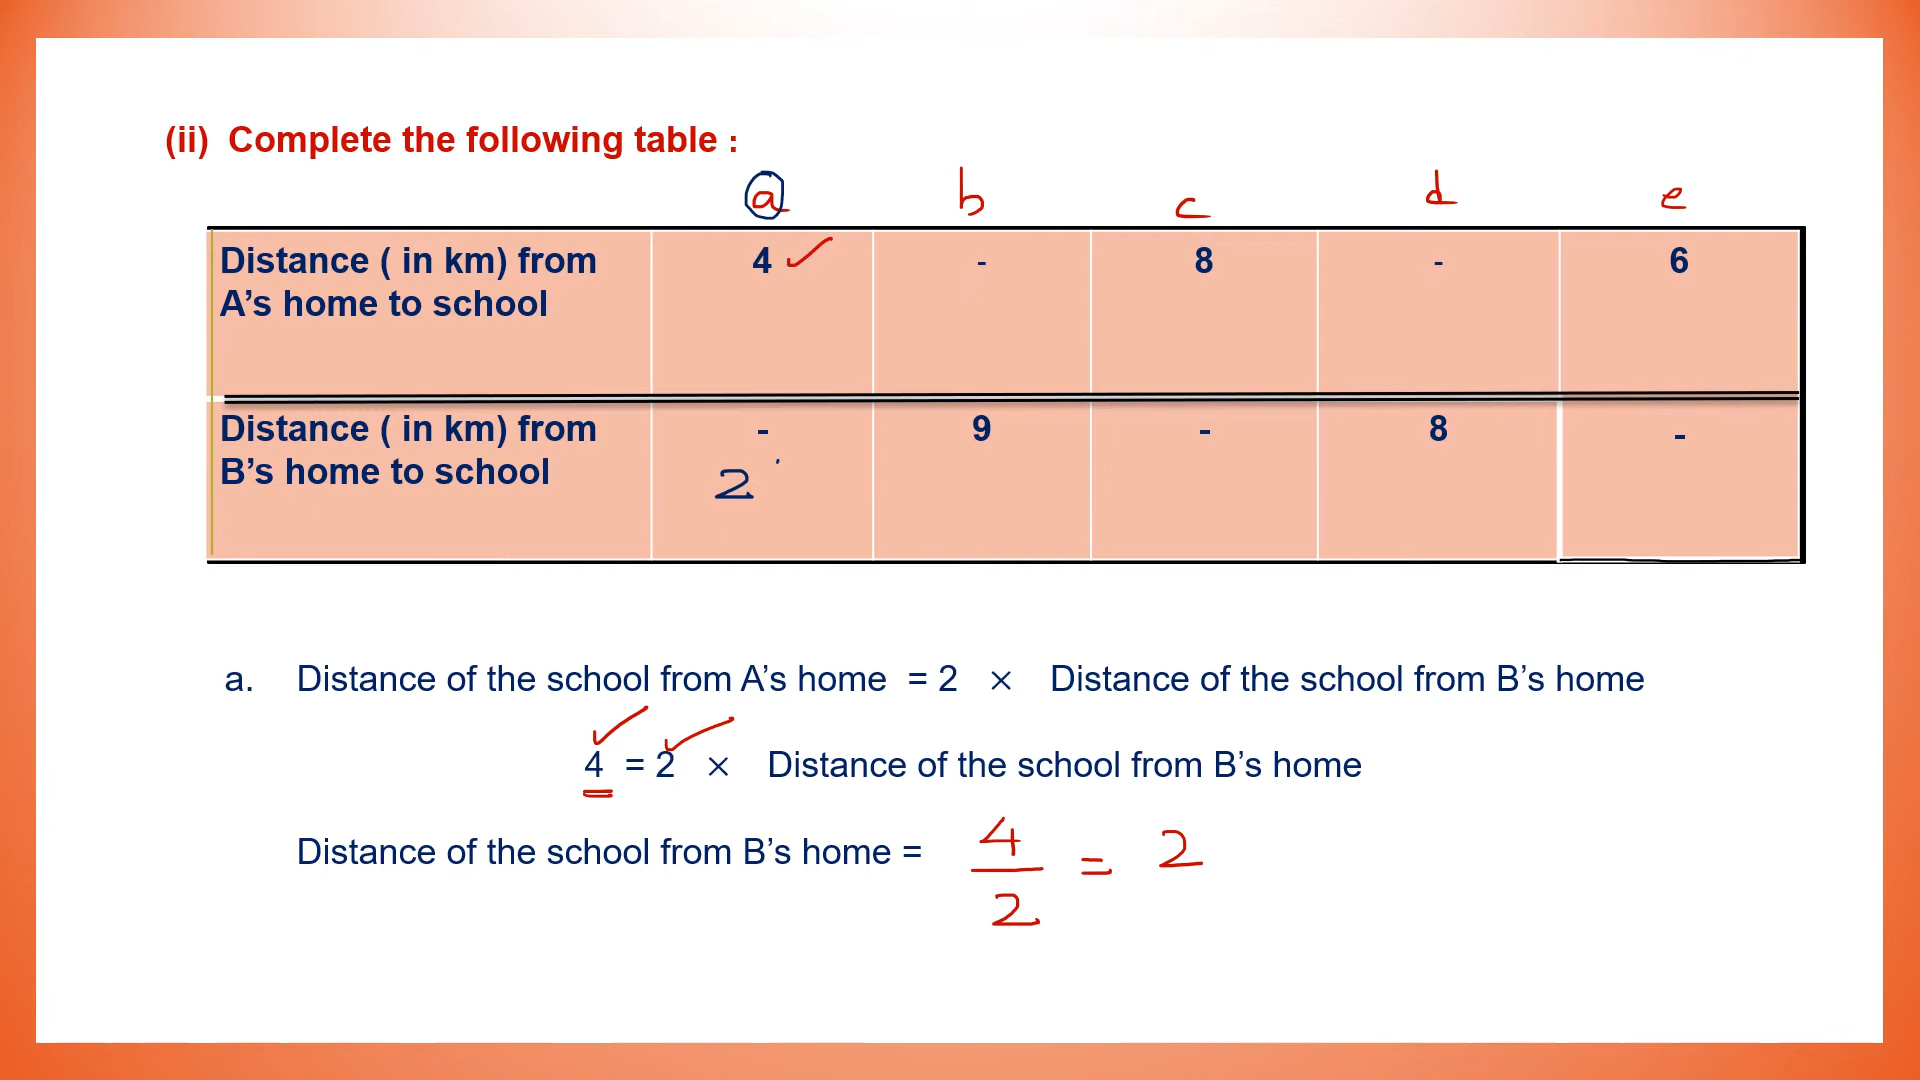 (ii) Complete the following table :
a b c d e
Distance ( in km) from A’s home to school 4 - 8 - 6
Distance ( in km) from B’s home to school - 9 - 8 -
2
a. Distance of the school from A’s home = 2 × Distance of the school from B’s home
4 = 2 × Distance of the school from B’s home
Distance of the school from B’s home = 4/2 = 2